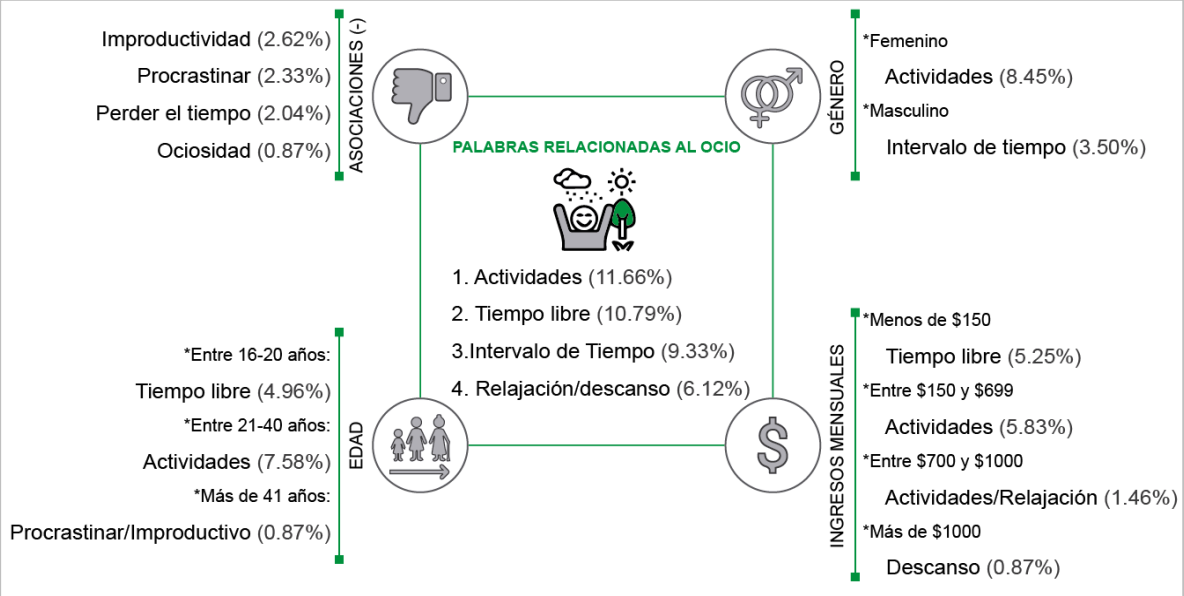 ASOCIACIONES (-)
Improductividad (2.62%)
Procrastinar (2.33%)
Perder el tiempo (2.04%)
Ociosidad (0.87%)
GÉNERO
*Femenino
Actividades (8.45%)
*Masculino
Intervalo de tiempo (3.50%)
PALABRAS RELACIONADAS AL OCIO
1. Actividades (11.66%)
2. Tiempo libre (10.79%)
3.Intervalo de Tiempo (9.33%)
4. Relajación/descanso (6.12%)
EDAD
*Entre 16-20 años:
Tiempo libre (4.96%)
*Entre 21-40 años:
Actividades (7.58%)
*Más de 41 años:
Procrastinar/Improductivo (0.87%)
$
INGRESOS MENSUALES
*Menos de $150
Tiempo libre (5.25%)
*Entre $150 y $699
Actividades (5.83%)
*Entre $700 y $1000
Actividades/Relajación (1.46%)
*Más de $1000
Descanso (0.87%)